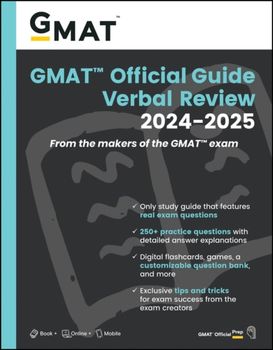 GMAT™
GMAT™ Official Guide
Verbal Review
2024-2025
From the makers of the GMAT™ exam
✓ Only study guide that features
real exam questions
✓ 250+ practice questions with
detailed answer explanations
✓ Digital flashcards, games, a
customizable question bank,
and more
✓ Exclusive tips and tricks
for exam success from the
exam creators
Book + Online + Mobile
GMAT Official Prep